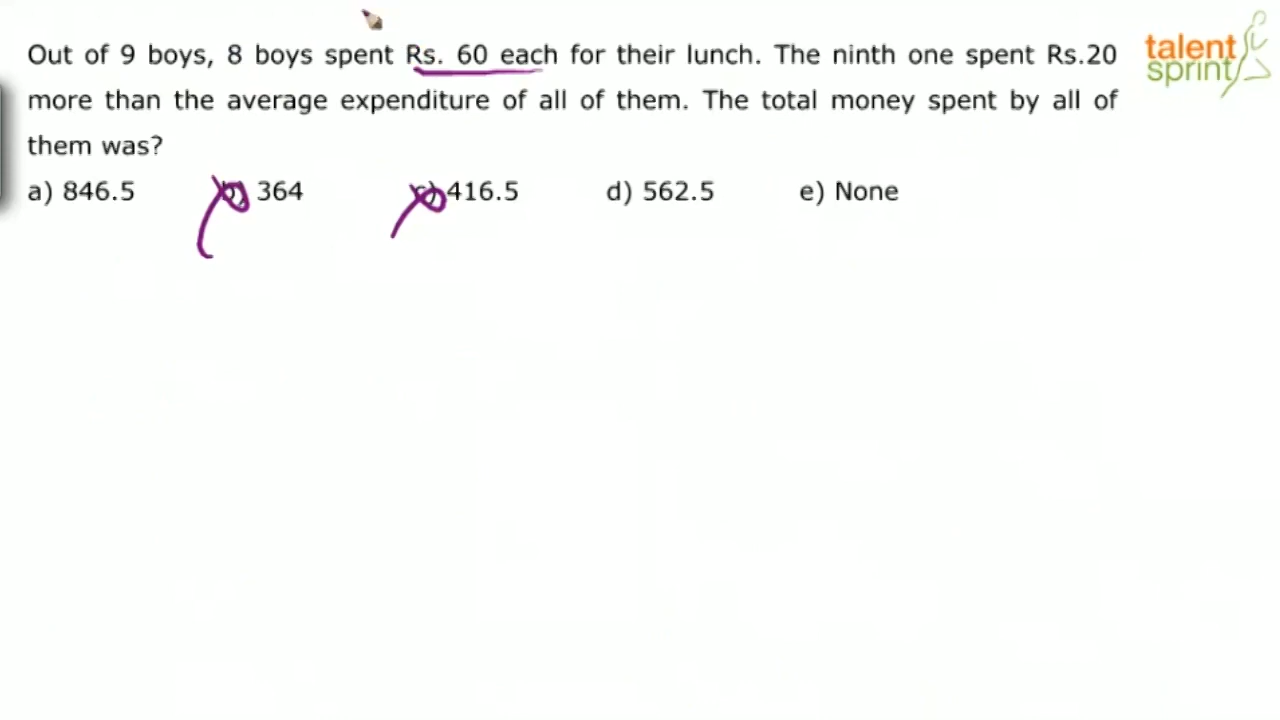 Out of 9 boys, 8 boys spent Rs. 60 each for their lunch. The ninth one spent Rs.20
more than the average expenditure of all of them. The total money spent by all of
them was?
a) 846.5 b) 364 c) 416.5 d) 562.5 e) None
talent
sprint